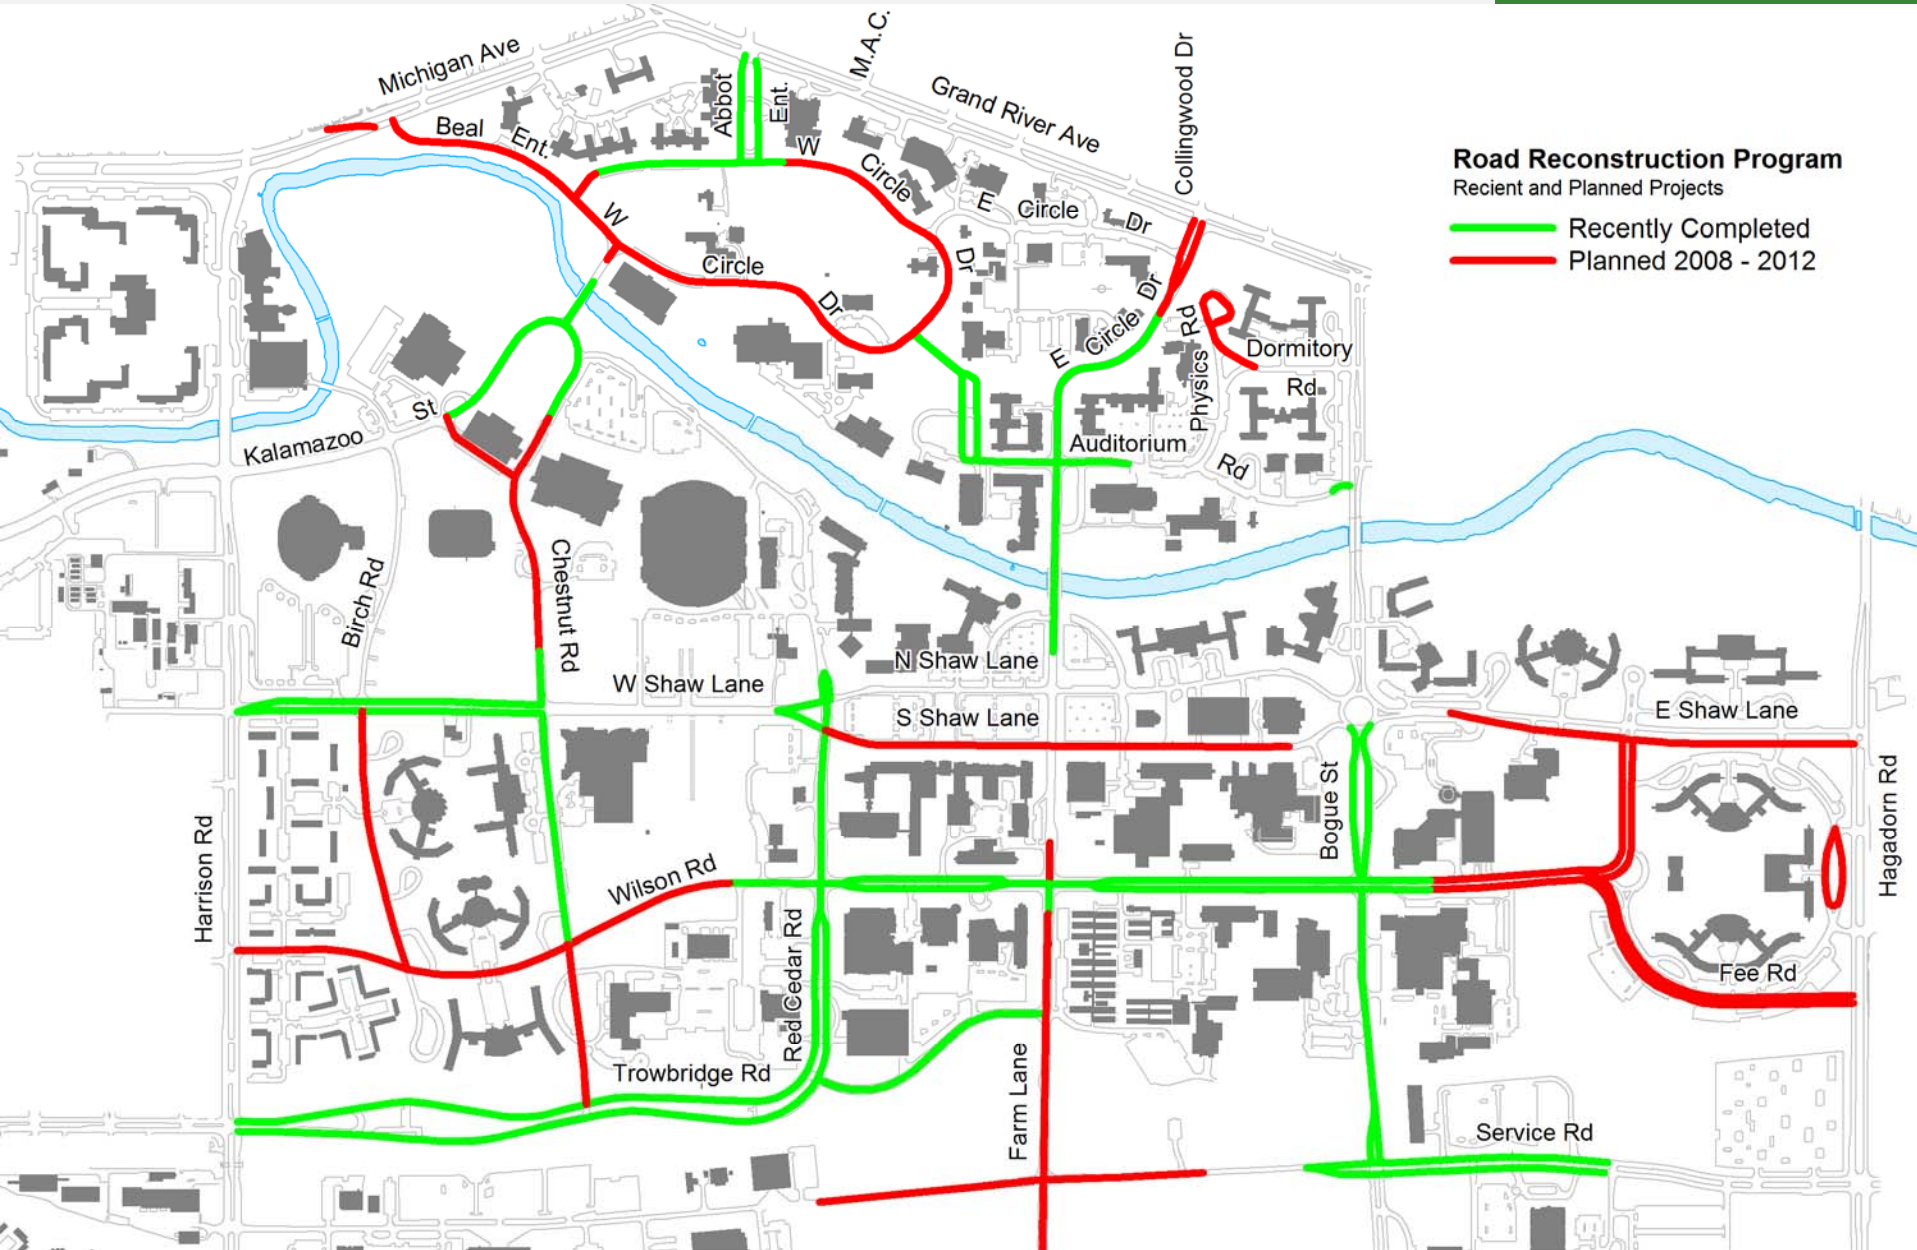 Michigan Ave
M.A.C.
Grand River Ave
Collingwood Dr
Abbot
Ent.
Beal
Ent.
W
Circle
E
Circle
Dr
Dr
W
Circle
Dr
E
Circle
Dr
Physics
Rd
Dormitory
Rd
Auditorium
Rd
Road Reconstruction Program
Recient and Planned Projects
Recently Completed
Planned 2008 - 2012
Kalamazoo
St
Birch Rd
Chestnut Rd
W Shaw Lane
N Shaw Lane
S Shaw Lane
E Shaw Lane
Harrison Rd
Wilson Rd
Red Cedar Rd
Bogue St
Hagadorn Rd
Fee Rd
Trowbridge Rd
Farm Lane
Service Rd